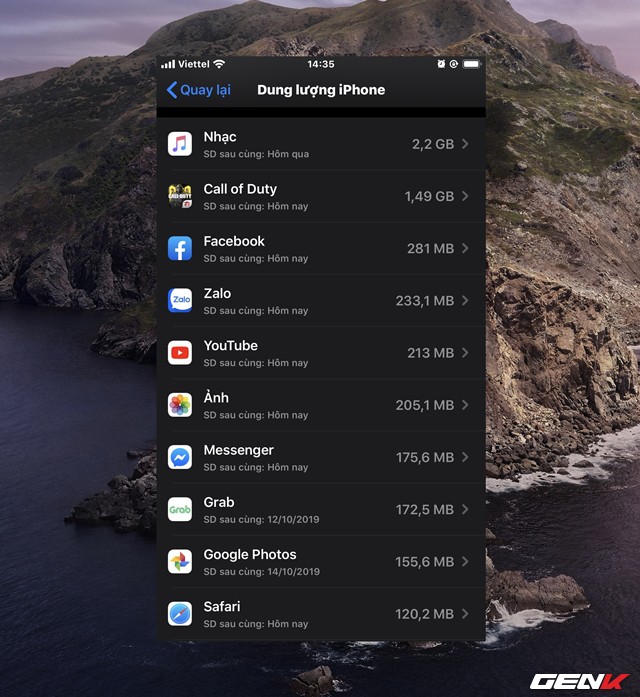 Viettel 14:35
Quay lại Dung lượng iPhone
Nhạc
SD sau cùng: Hôm qua
2,2 GB
CALL OF DUTY
Call of Duty
SD sau cùng: Hôm nay
1,49 GB
Facebook
SD sau cùng: Hôm nay
281 MB
Zalo
Zalo
SD sau cùng: Hôm nay
233,1 MB
YouTube
SD sau cùng: Hôm nay
213 MB
Ảnh
SD sau cùng: Hôm nay
205,1 MB
Messenger
SD sau cùng: Hôm nay
175,6 MB
Grab
Grab
SD sau cùng: 12/10/2019
172,5 MB
Google Photos
SD sau cùng: 14/10/2019
155,6 MB
Safari
SD sau cùng: Hôm nay
120,2 MB
GENK